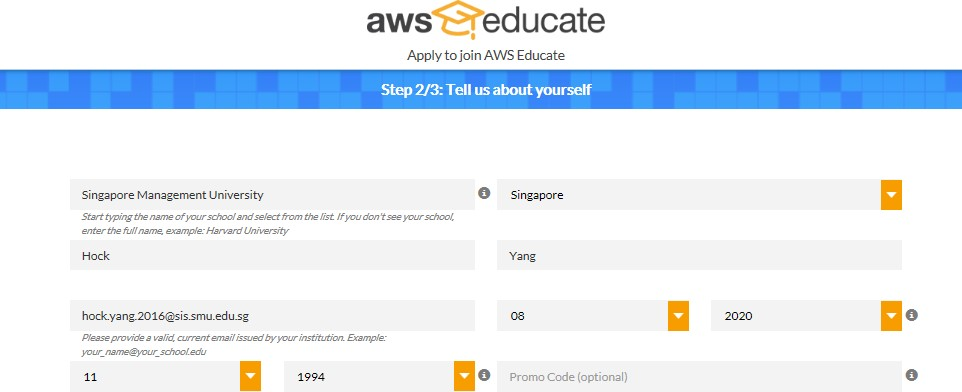 aws educate
Apply to join AWS Educate
Step 2/3: Tell us about yourself
Singapore Management University
Singapore
Start typing the name of your school and select from the list. If you don't see your school,
enter the full name, example: Harvard University
Hock
Yang
hock.yang.2016@sis.smu.edu.sg
08
2020
Please provide a valid, current email issued by your institution. Example:
your_name@your_school.edu
11
1994
Promo Code (optional)